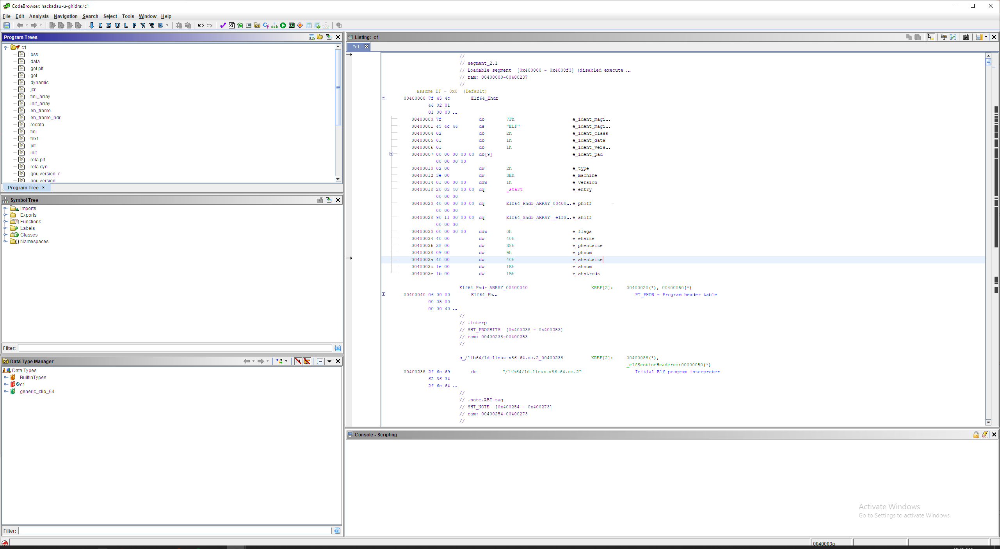 CodeBrowser: hackadau-u-ghidra:/c1
File Edit Analysis Navigation Search Select Tools Window Help
I D U L F R V B
Program Trees
c1
.bss
.data
.got.plt
.got
.dynamic
.jcr
.fini_array
.init_array
.eh_frame
.eh_frame_hdr
.rodata
.fini
.text
.plt
.init
.rela.plt
.rela.dyn
.gnu.version_r
.gnu.version
Program Tree ×
Symbol Tree
Imports
Exports
Functions
Labels
Classes
Namespaces
Filter:
Data Type Manager
Data Types
BuiltInTypes
c1
generic_clib_64
Filter:
Listing: c1
*c1
//
// segment_2.1
// Loadable segment [0x400000 - 0x4008f3] (disabled execute ...
// ram: 00400000-00400237
//
assume DF = 0x0 (Default)
00400000 7f 45 4c Elf64_Ehdr
46 02 01
01 00 00 ...
00400000 7f db 7Fh e_ident_magi...
00400001 45 4c 46 ds "ELF" e_ident_magi...
00400004 02 db 2h e_ident_class
00400005 01 db 1h e_ident_data
00400006 01 db 1h e_ident_vers...
00400007 00 00 00 00 00 db[9] e_ident_pad
00 00 00 00
00400010 02 00 dw 2h e_type
00400012 3e 00 dw 3Eh e_machine
00400014 01 00 00 00 ddw 1h e_version
00400018 20 05 40 00 00 dq _start e_entry
00 00 00
00400020 40 00 00 00 00 dq Elf64_Phdr_ARRAY_00400... e_phoff =
00 00 00
00400028 90 11 00 00 00 dq Elf64_Shdr_ARRAY__elfS... e_shoff
00 00 00
00400030 00 00 00 00 ddw 0h e_flags
00400034 40 00 dw 40h e_ehsize
00400036 38 00 dw 38h e_phentsize
00400038 09 00 dw 9h e_phnum
0040003a 40 00 dw 40h e_shentsize
0040003c 1e 00 dw 1Eh e_shnum
0040003e 1b 00 dw 1Bh e_shstrndx
Elf64_Phdr_ARRAY_00400040 XREF[2]: 00400020(*), 00400050(*)
00400040 06 00 00 Elf64_Ph... PT_PHDR - Program header table
00 05 00
00 00 40 ...
//
// .interp
// SHT_PROGBITS [0x400238 - 0x400253]
// ram: 00400238-00400253
//
s_/lib64/ld-linux-x86-64.so.2_00400238 XREF[2]: 00400088(*),
_elfSectionHeaders::00000050(*)
00400238 2f 6c 69 ds "/lib64/ld-linux-x86-64.so.2" Initial Elf program interpreter
62 36 34
2f 6c 64 ...
//
// .note.ABI-tag
// SHT_NOTE [0x400254 - 0x400273]
// ram: 00400254-00400273
//
Console - Scripting
Activate Windows
Go to Settings to activate Windows.
0040003a
11:41 AM